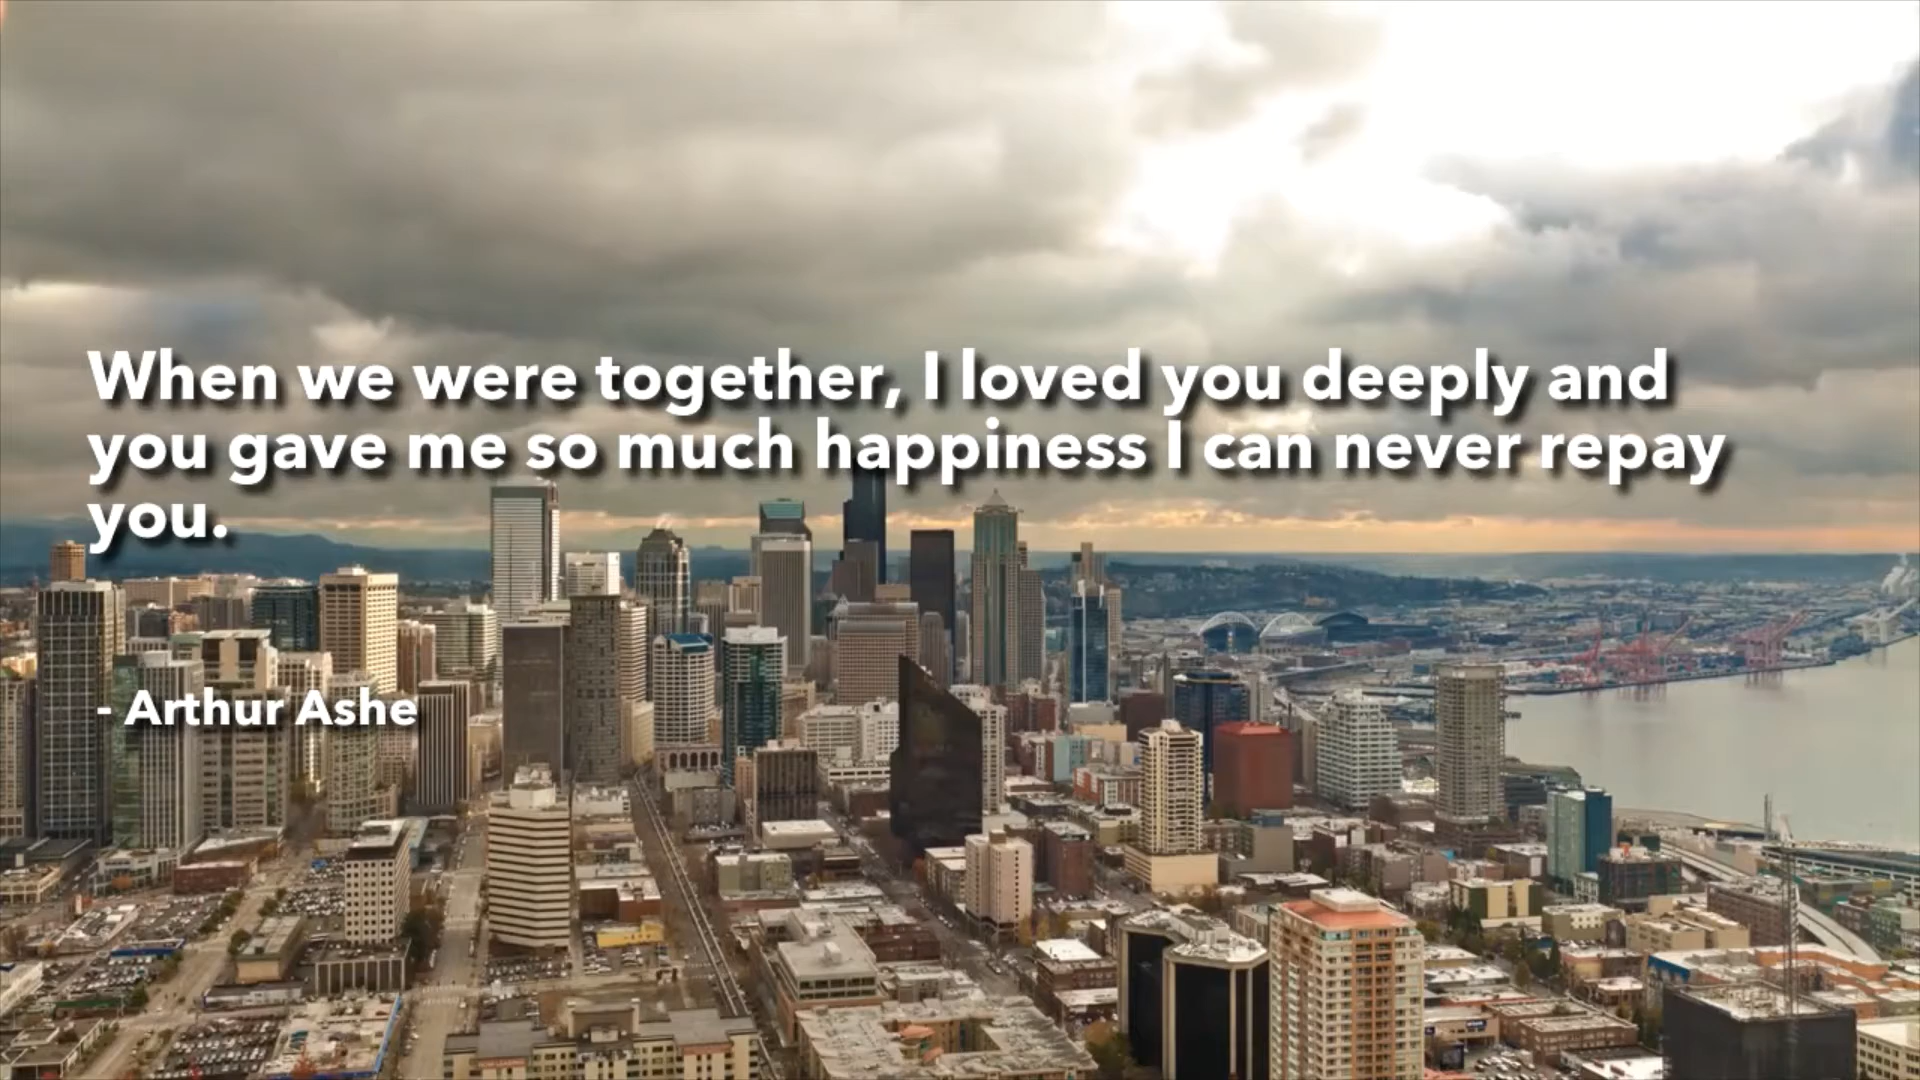 When we were together, I loved you deeply and
you gave me so much happiness I can never repay
you.
- Arthur Ashe